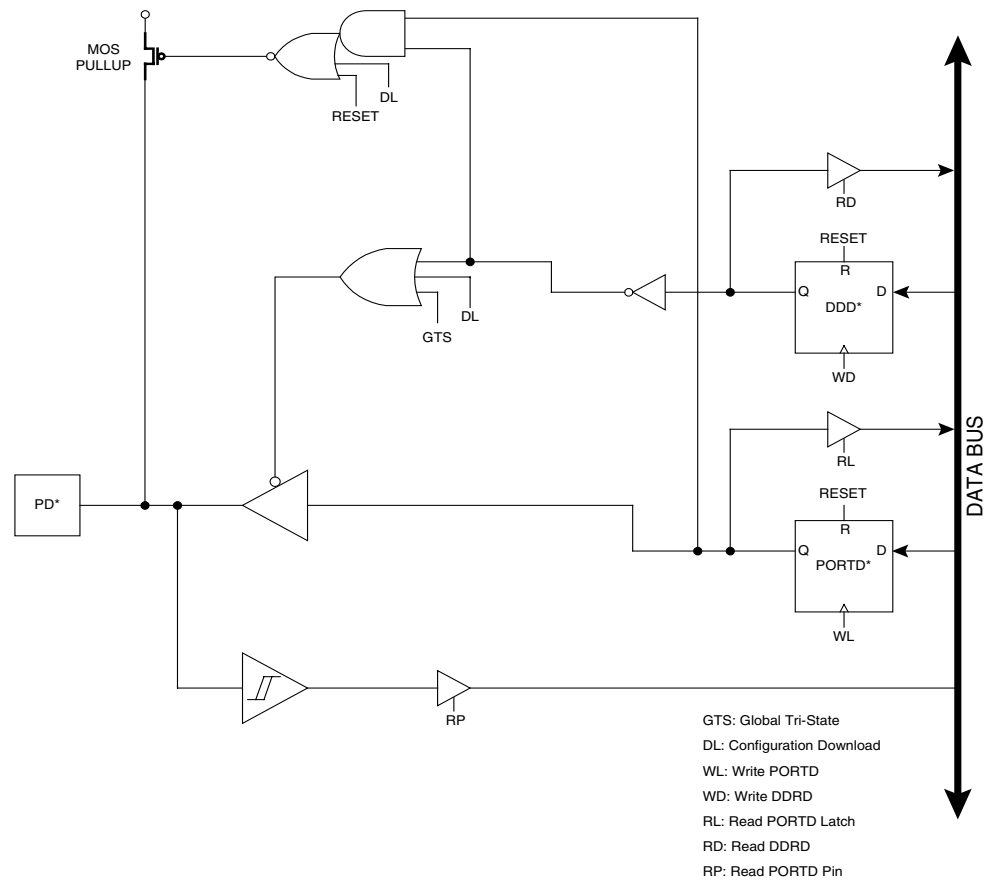 MOS
PULLUP
DL
RESET
RD
RESET
R
Q
DDD*
D
DL
GTS
WD
RL
DATA BUS
RESET
R
PD*
Q
PORTD*
D
WL
RP
GTS: Global Tri-State
DL: Configuration Download
WL: Write PORTD
WD: Write DDRD
RL: Read PORTD Latch
RD: Read DDRD
RP: Read PORTD Pin